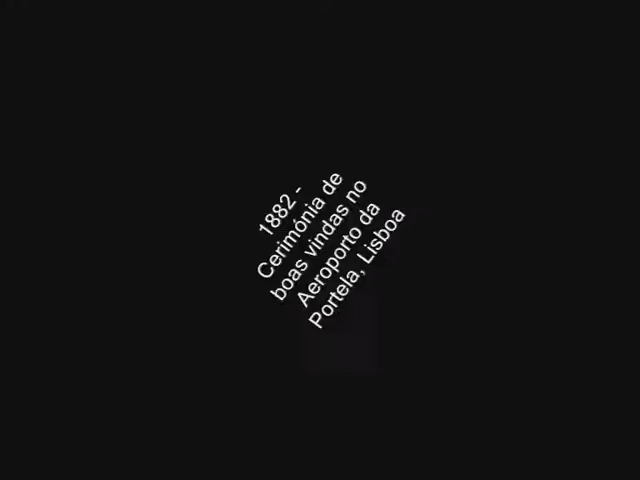 1882 -
Cerimónia de
boas vindas no
Aeroporto da
Portela, Lisboa